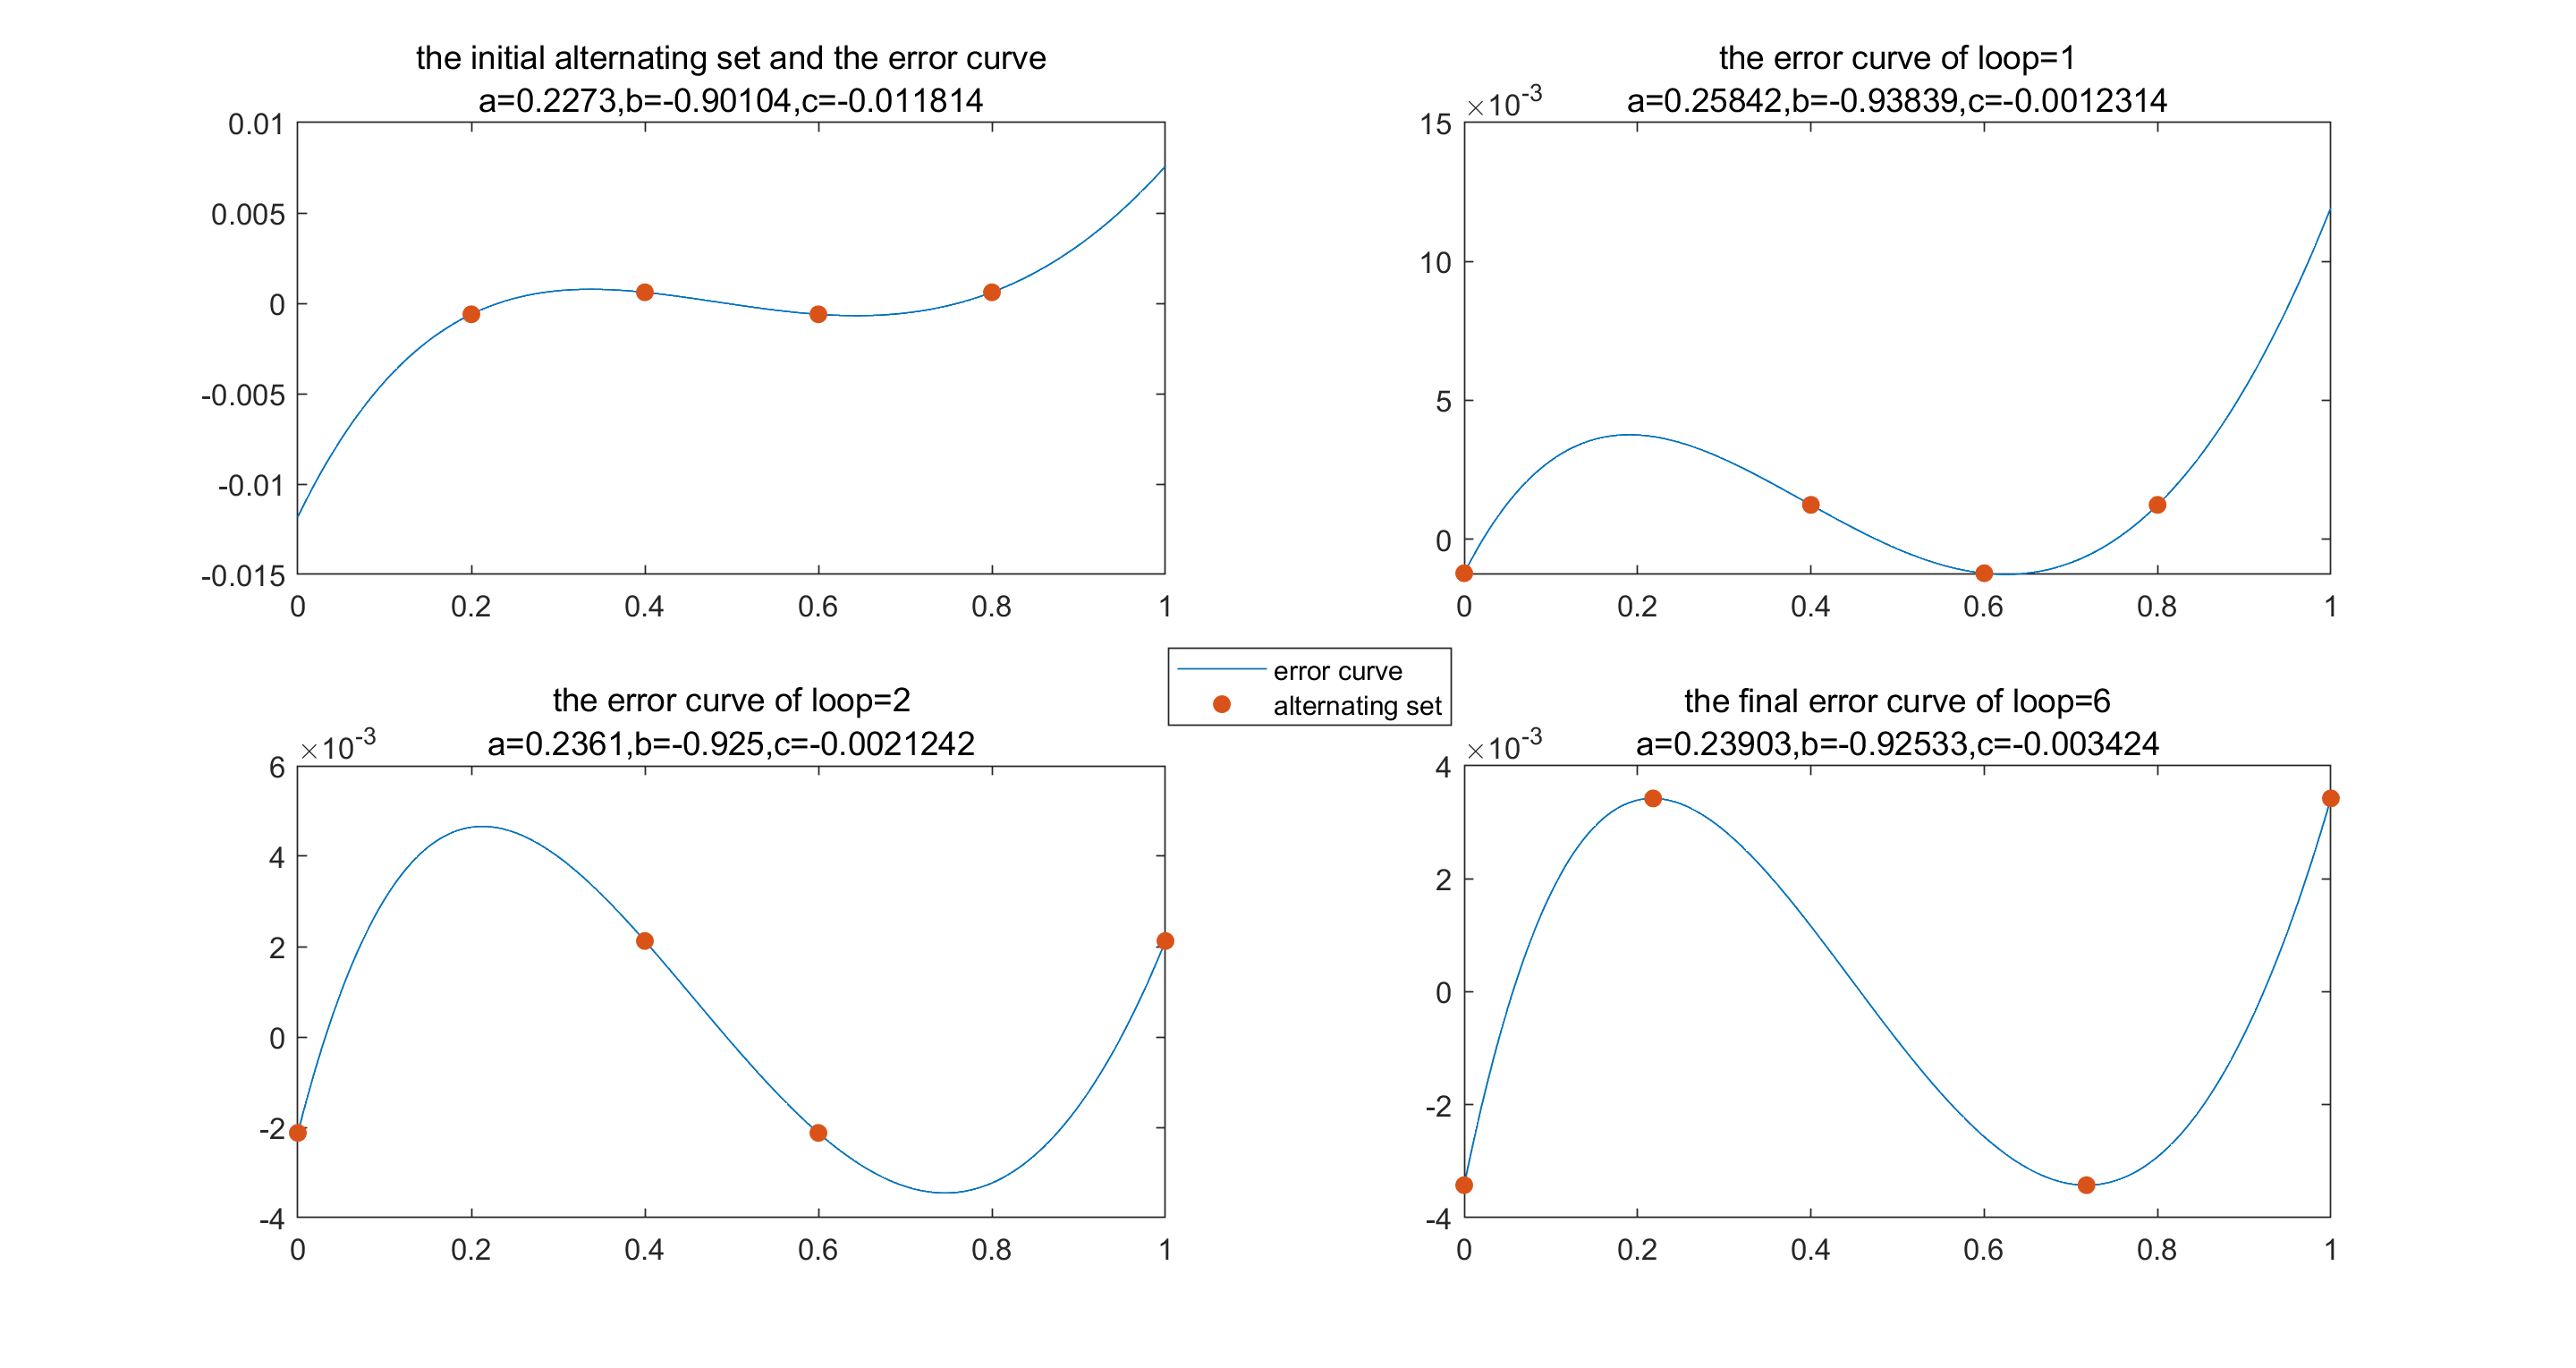 the initial alternating set and the error curve
a=0.2273,b=-0.90104,c=-0.011814
0.01
0.005
0
-0.005
-0.01
-0.015
0 0.2 0.4 0.6 0.8 1
the error curve of loop=1
a=0.25842,b=-0.93839,c=-0.0012314
×10-3
15
10
5
0
0 0.2 0.4 0.6 0.8 1
error curve
alternating set
the error curve of loop=2
a=0.2361,b=-0.925,c=-0.0021242
×10-3
6
4
2
0
-2
-4
0 0.2 0.4 0.6 0.8 1
the final error curve of loop=6
a=0.23903,b=-0.92533,c=-0.003424
×10-3
4
2
0
-2
-4
0 0.2 0.4 0.6 0.8 1